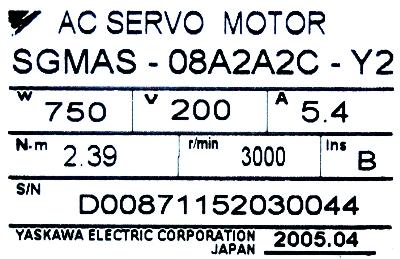 AC SERVO MOTOR
SGMAS - 08A2A2C - Y2
W 750 V 200 A 5.4
N·m 2.39 r/min 3000 Ins B
S/N
D00871152030044
YASKAWA ELECTRIC CORPORATION 2005.04
JAPAN